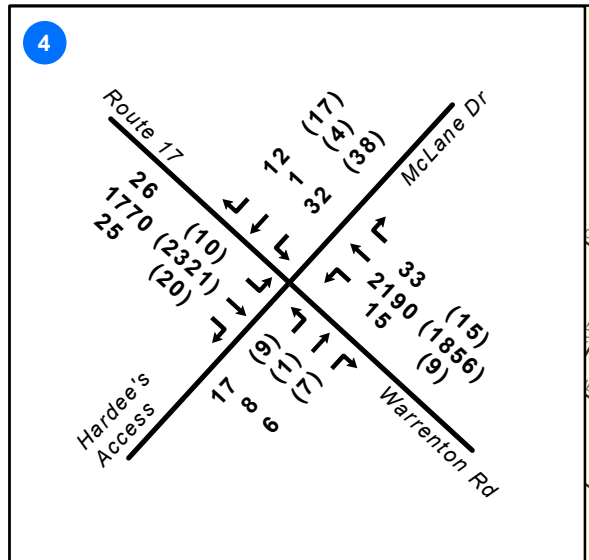 4
Route 17
McLane Dr
12 (17)
1 (4)
32 (38)
26 (10)
1770 (2321)
25 (20)
33 (15)
2190 (1856)
15 (9)
(9) 17
(1) 8
(7) 6
Hardee's
Access
Warrenton Rd